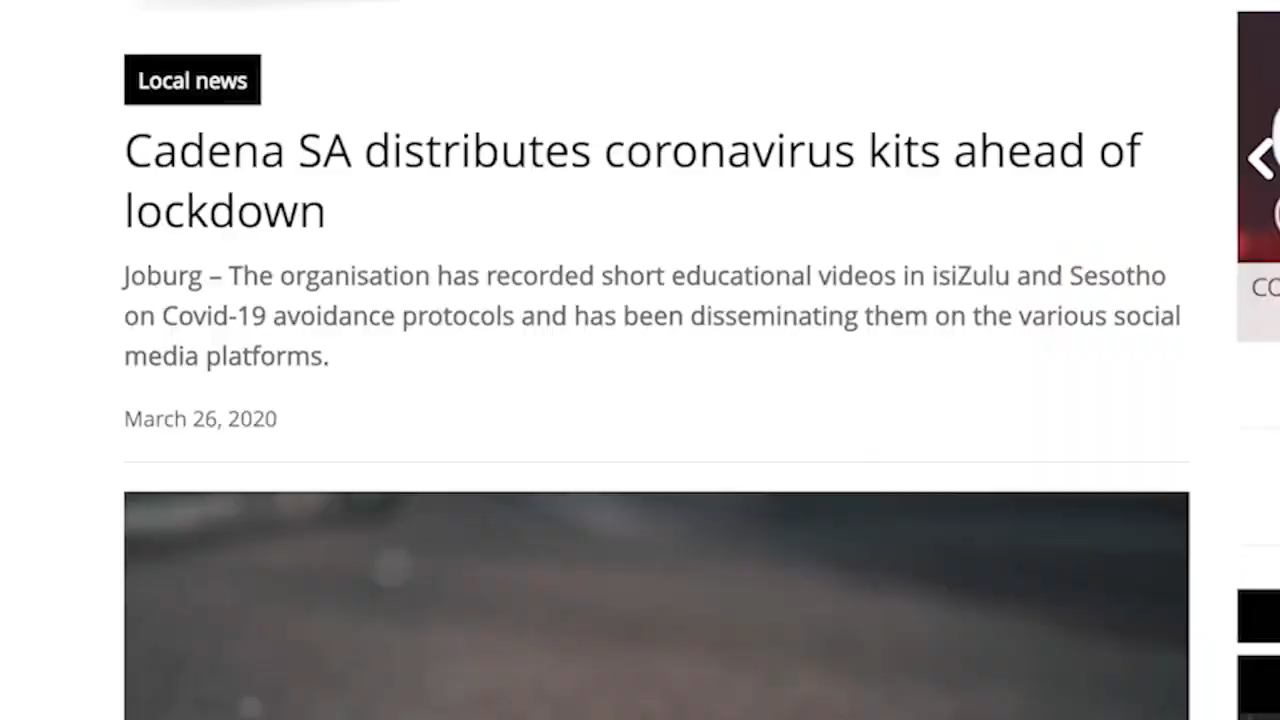 Local news
Cadena SA distributes coronavirus kits ahead of
lockdown
Joburg – The organisation has recorded short educational videos in isiZulu and Sesotho
on Covid-19 avoidance protocols and has been disseminating them on the various social
media platforms.
March 26, 2020
CO